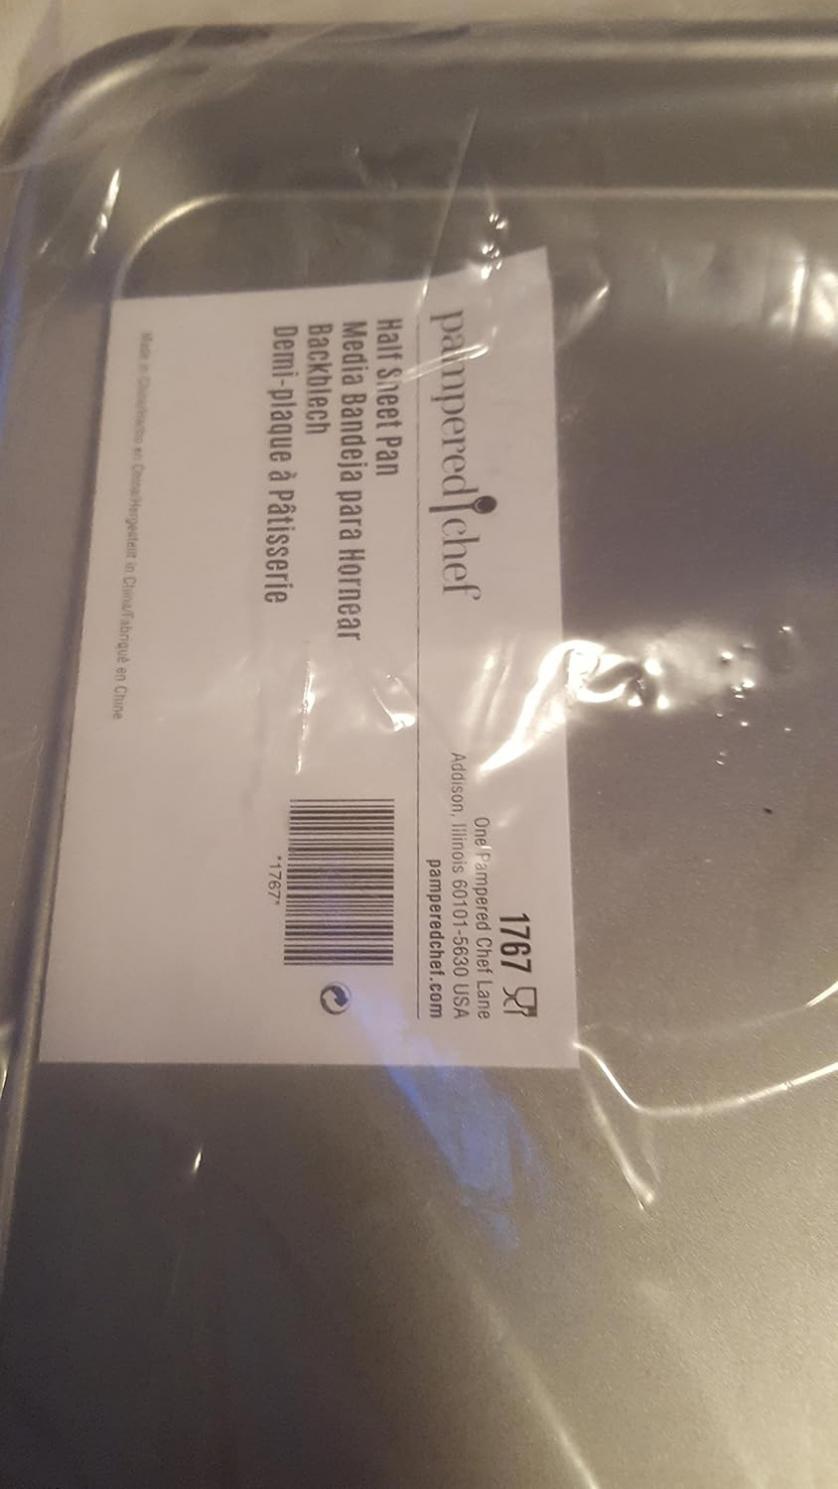 pampered chef
1767
One Pampered Chef Lane
Addison, Illinois 60101-5630 USA
pamperedchef.com
Half Sheet Pan
Media Bandeja para Hornear
Backblech
Demi-plaque à Pâtisserie
*1767*
Made in China/Hecho en China/Hergestellt in China/Fabriqué en Chine